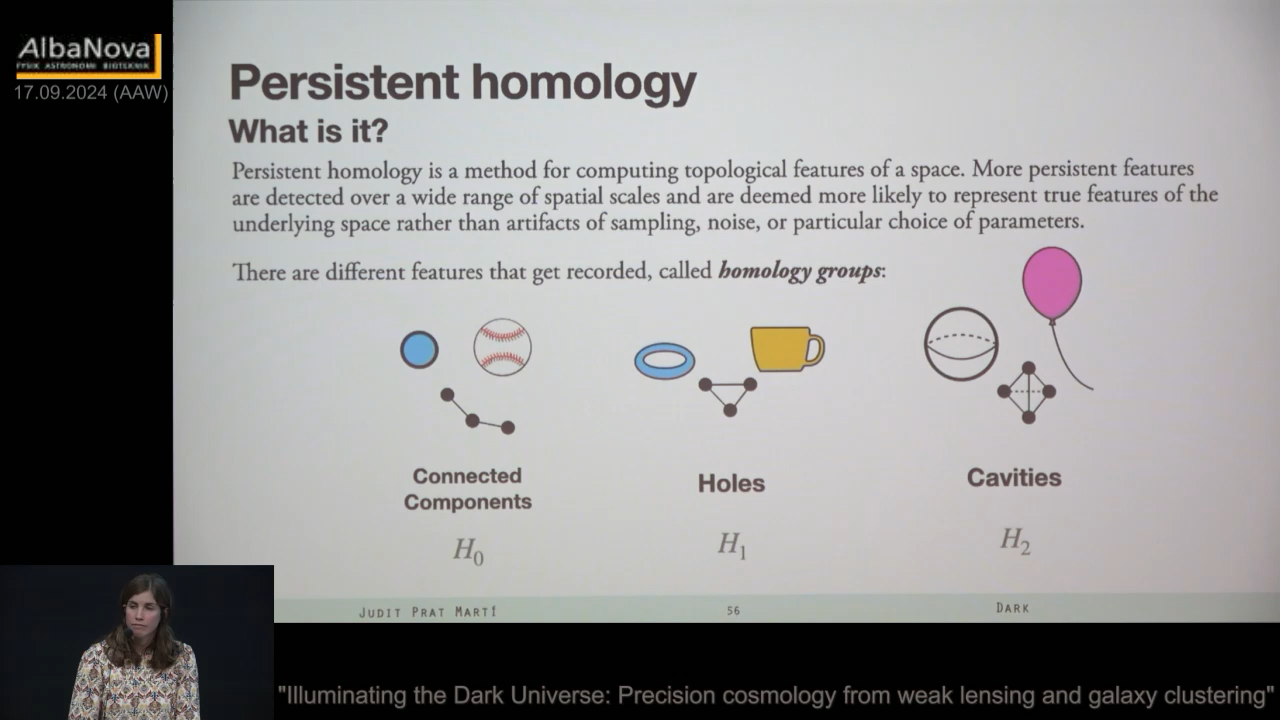 AlbaNova
FYSIK ASTRONOMI BIOTEKNIK
17.09.2024 (AAW)
Persistent homology
What is it?
Persistent homology is a method for computing topological features of a space. More persistent features
are detected over a wide range of spatial scales and are deemed more likely to represent true features of the
underlying space rather than artifacts of sampling, noise, or particular choice of parameters.
There are different features that get recorded, called homology groups:
Connected
Components
Holes
Cavities
H0
H1
H2
Judit Prat Martí
56
Dark
"Illuminating the Dark Universe: Precision cosmology from weak lensing and galaxy clustering"